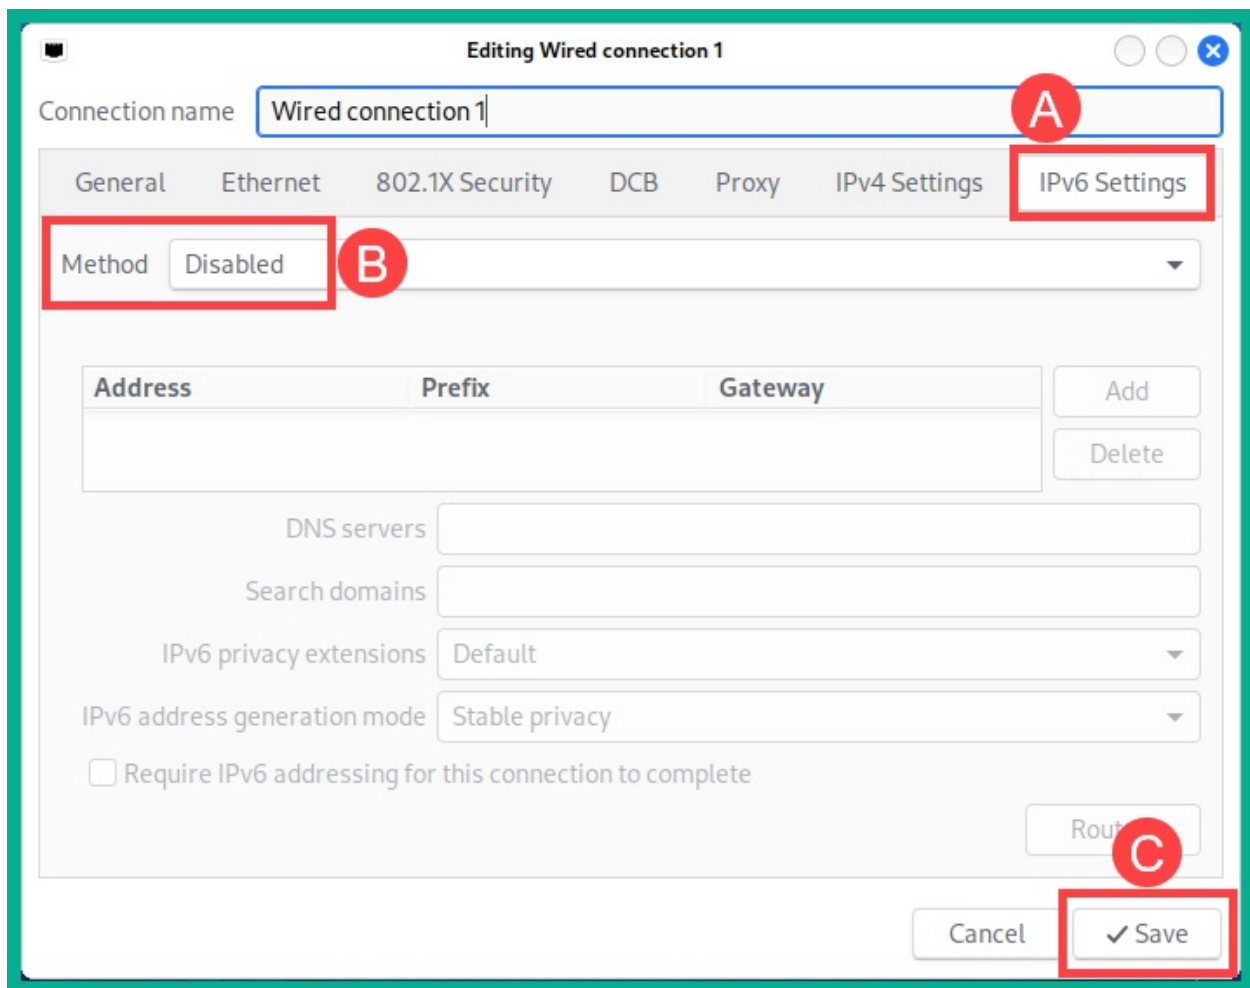 Editing Wired connection 1
Connection name Wired connection 1
A
General Ethernet 802.1X Security DCB Proxy IPv4 Settings IPv6 Settings
Method Disabled B
Address Prefix Gateway Add
Delete
DNS servers
Search domains
IPv6 privacy extensions Default
IPv6 address generation mode Stable privacy
Require IPv6 addressing for this connection to complete
C
Cancel Save